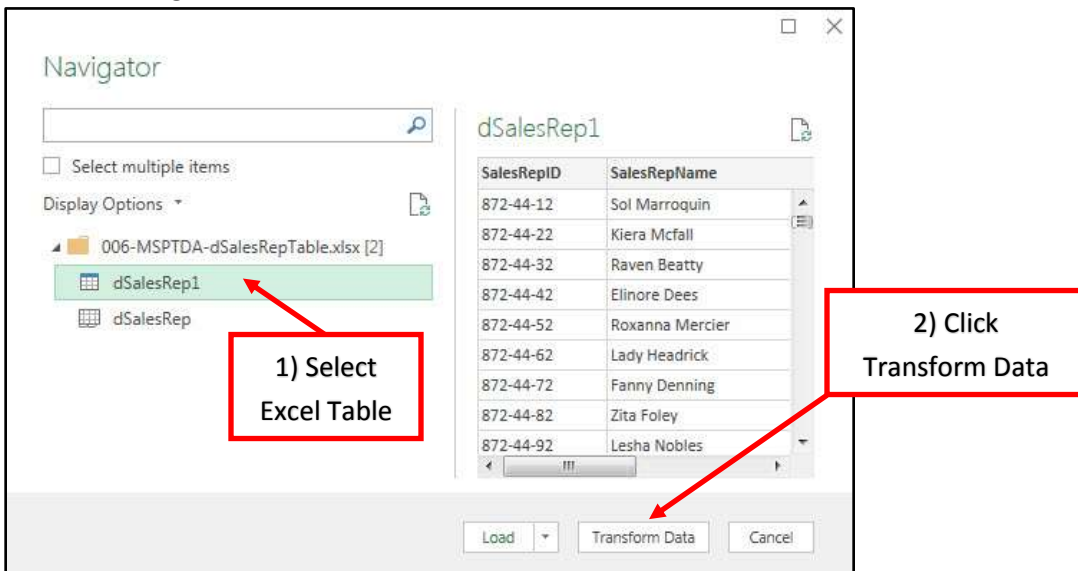 Navigator
Select multiple items
Display Options
006-MSPTDA-dSalesRepTable.xlsx [2]
dSalesRep1
dSalesRep
1) Select
Excel Table
dSalesRep1
SalesRepID SalesRepName
872-44-12 Sol Marroquin
872-44-22 Kiera Mcfall
872-44-32 Raven Beatty
872-44-42 Elinore Dees
872-44-52 Roxanna Mercier
872-44-62 Lady Headrick
872-44-72 Fanny Denning
872-44-82 Zita Foley
872-44-92 Lesha Nobles
2) Click
Transform Data
Load Transform Data Cancel